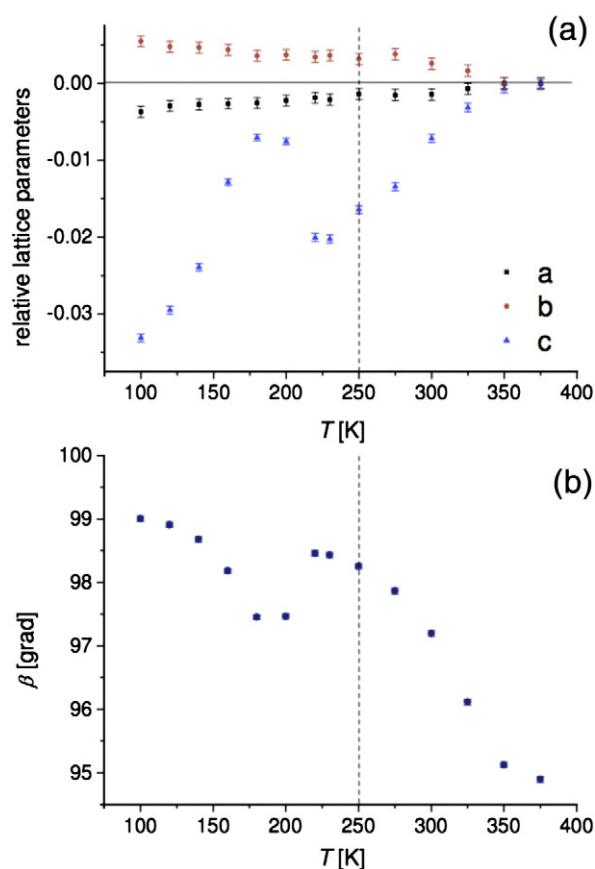 (a)
0.00
-0.01
-0.02
-0.03
relative lattice parameters
a
b
c
100 150 200 250 300 350 400
T [K]
(b)
100
99
98
97
96
95
β [grad]
100 150 200 250 300 350 400
T [K]